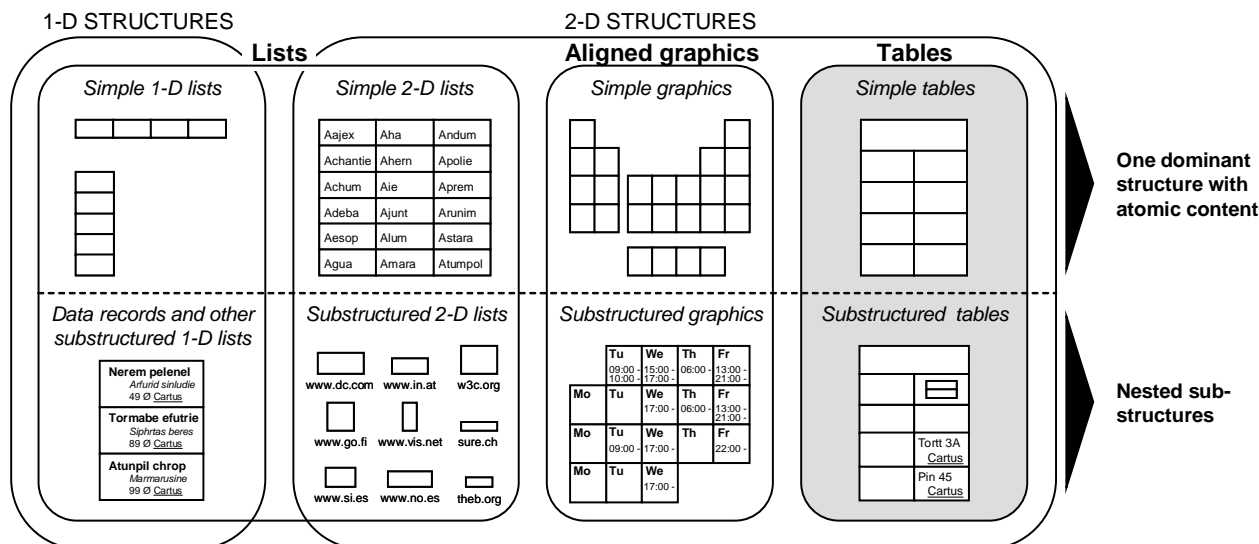 1-D STRUCTURES
2-D STRUCTURES
Lists
Aligned graphics
Tables
Simple 1-D lists
Simple 2-D lists
Simple graphics
Simple tables
Aajex Aha Andum
Achantie Ahern Apolie
Achum Aie Aprem
Adeba Ajunt Arunim
Aesop Alum Astara
Agua Amara Atumpol
One dominant
structure with
atomic content
Data records and other
substructured 1-D lists
Nerem pelenel
Arfurid sinludie
49 Ø Cartus
Tormabe efutrie
Siphrtas beres
89 Ø Cartus
Atunpil chrop
Marmarusine
99 Ø Cartus
Substructured 2-D lists
www.dc.com www.in.at w3c.org
www.go.fi www.vis.net sure.ch
www.si.es www.no.es theb.org
Substructured graphics
Tu We Th Fr
09:00 - 15:00 - 06:00 - 13:00 -
10:00 - 17:00 - 21:00 -
Mo Tu We Th Fr
17:00 - 06:00 - 13:00 -
21:00 -
Mo Tu We Th Fr
09:00 - 17:00 - 22:00 -
Mo Tu We
17:00 -
Substructured tables
Tortt 3A
Cartus
Pin 45
Cartus
Nested sub-
structures